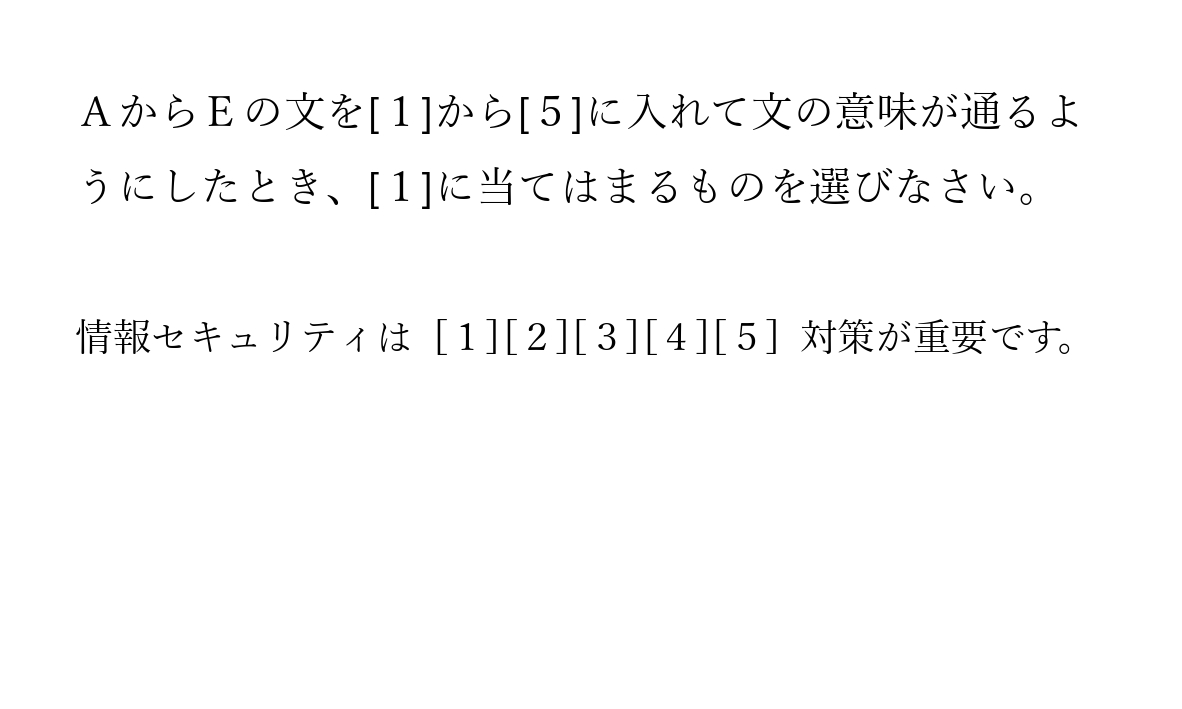 ＡからＥの文を[１]から[５]に入れて文の意味が通るよ
うにしたとき、[１]に当てはまるものを選びなさい。
情報セキュリティは［１][２][３][４][５］対策が重要です。